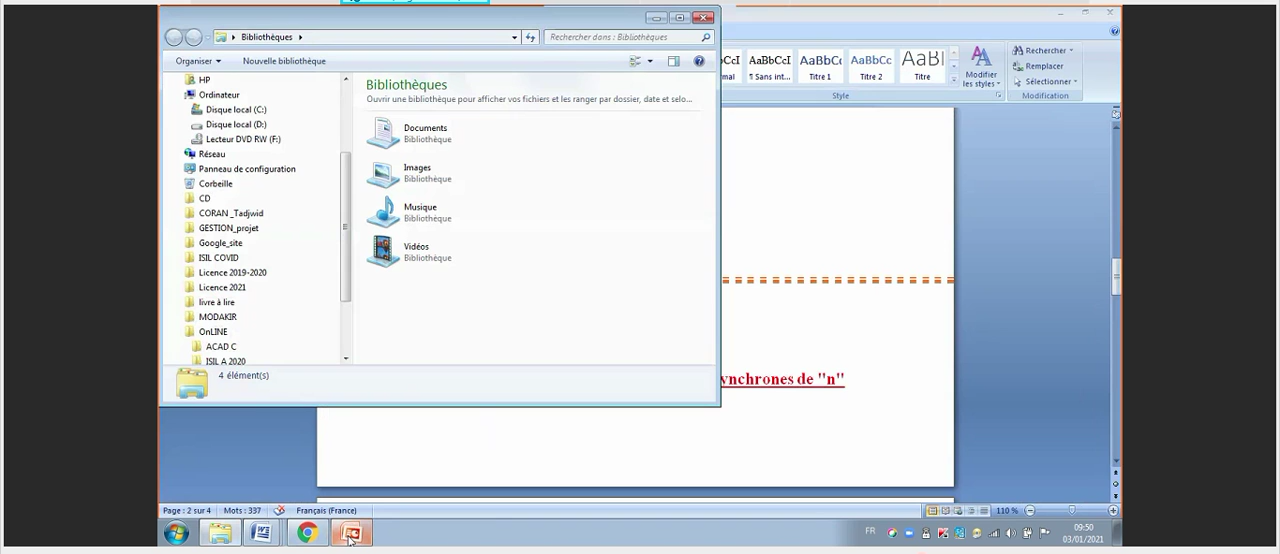 Bibliothèques
Rechercher dans : Bibliothèques
Organiser
Nouvelle bibliothèque
HP
Ordinateur
Disque local (C:)
Disque local (D:)
Lecteur DVD RW (F:)
Réseau
Panneau de configuration
Corbeille
CD
CORAN _Tadjwid
GESTION_projet
Google_site
ISIL COVID
Licence 2019-2020
Licence 2021
livre à lire
MODAKIR
OnLINE
ACAD C
ISIL A 2020
Bibliothèques
Ouvrir une bibliothèque pour afficher vos fichiers et les ranger par dossier, date et selo...
Documents
Bibliothèque
Images
Bibliothèque
Musique
Bibliothèque
Vidéos
Bibliothèque
4 élément(s)
AaBbCcI AaBbCc AaBbCc AaBl
¶ Sans int... Titre 1 Titre 2 Titre
Modifier
les styles
Rechercher
Remplacer
Sélectionner
Style
Modification
ynchrones de "n"
Page : 2 sur 4 Mots : 337 Français (France) 110 %
FR
09:50
03/01/2021